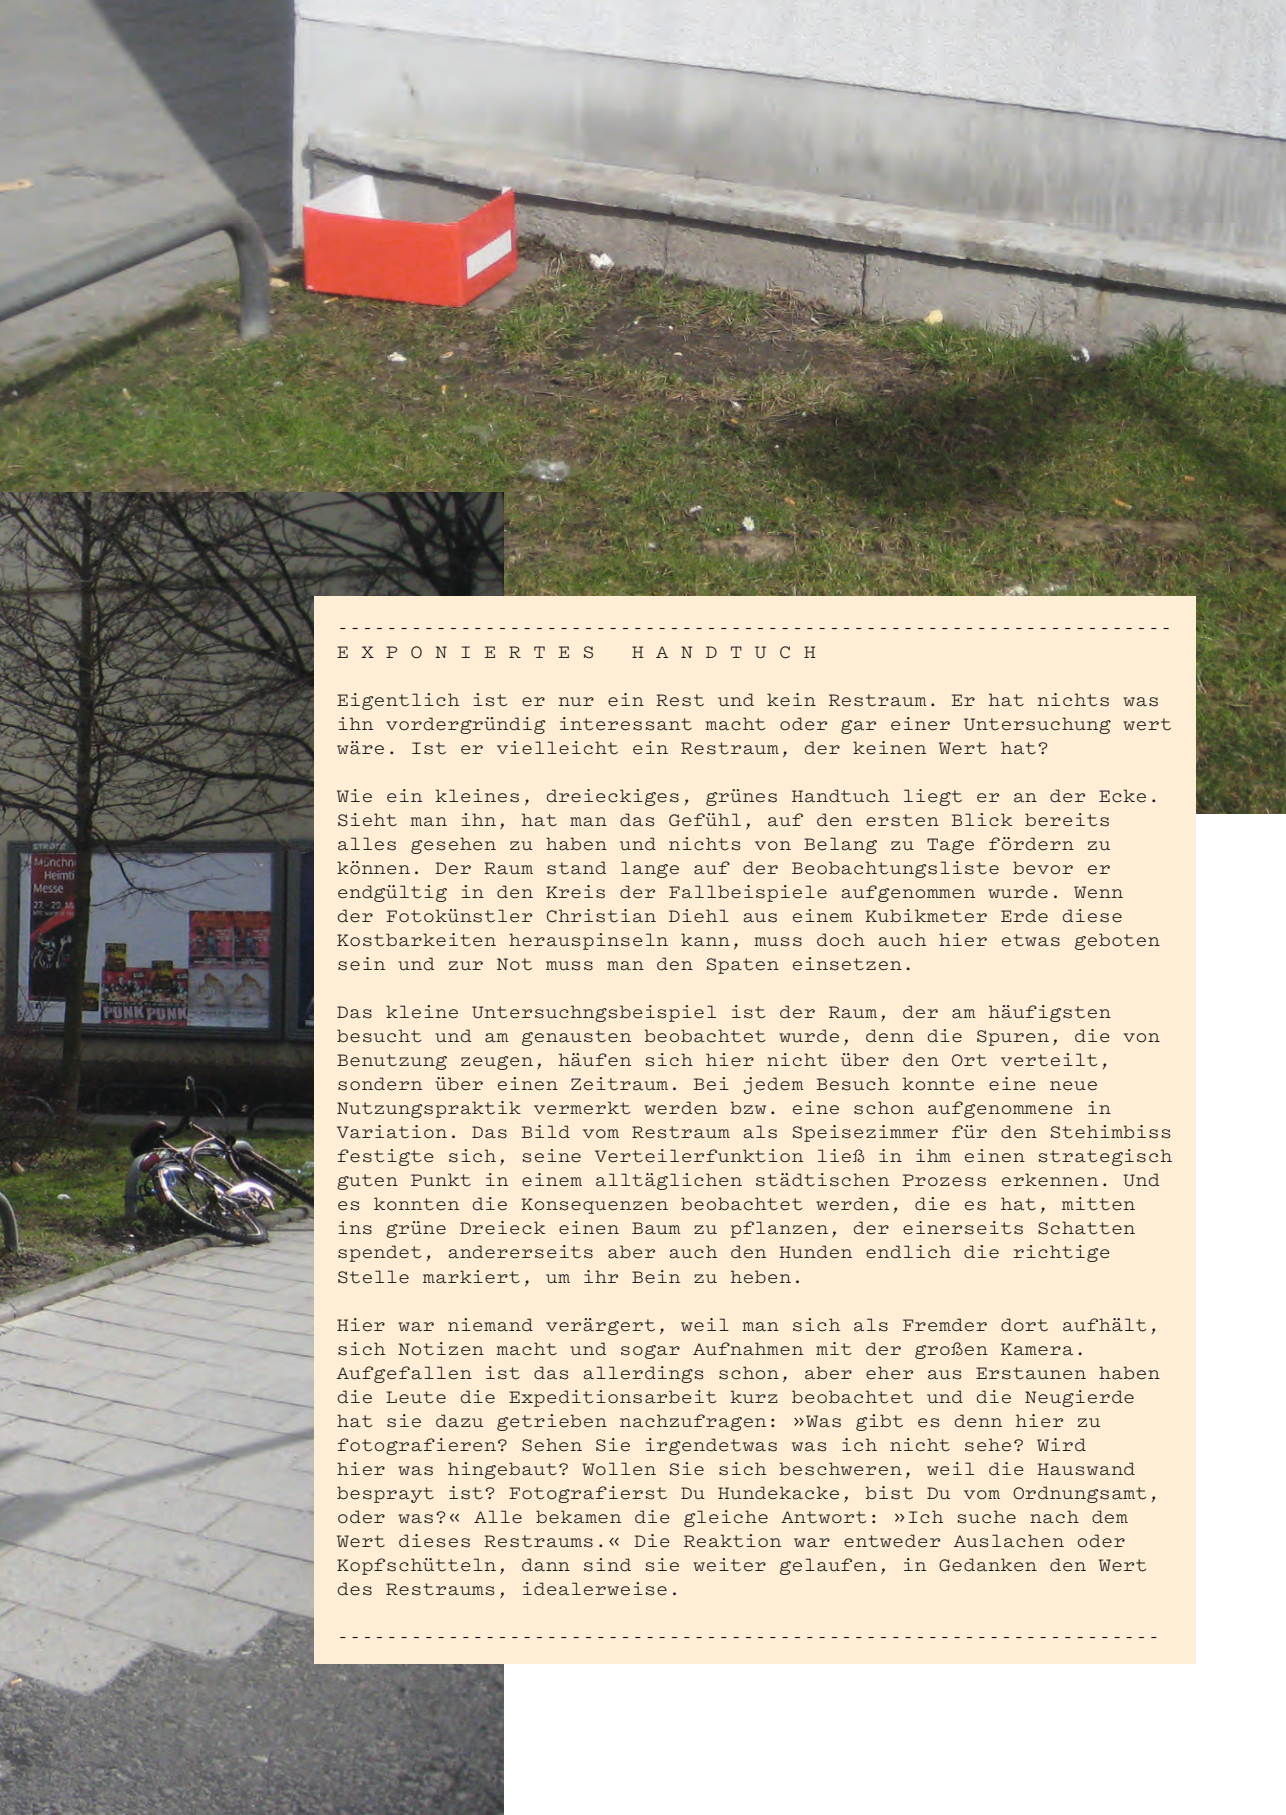 STRÖER
Münchn
Heimti
Messe
27.- 29. M
PUNK PUNK
--------------------------------------------------------------------
EXPONIERTES HANDTUCH
Eigentlich ist er nur ein Rest und kein Restraum. Er hat nichts was
ihn vordergründig interessant macht oder gar einer Untersuchung wert
wäre. Ist er vielleicht ein Restraum, der keinen Wert hat?
Wie ein kleines, dreieckiges, grünes Handtuch liegt er an der Ecke.
Sieht man ihn, hat man das Gefühl, auf den ersten Blick bereits
alles gesehen zu haben und nichts von Belang zu Tage fördern zu
können. Der Raum stand lange auf der Beobachtungsliste bevor er
endgültig in den Kreis der Fallbeispiele aufgenommen wurde. Wenn
der Fotokünstler Christian Diehl aus einem Kubikmeter Erde diese
Kostbarkeiten herauspinseln kann, muss doch auch hier etwas geboten
sein und zur Not muss man den Spaten einsetzen.
Das kleine Untersuchngsbeispiel ist der Raum, der am häufigsten
besucht und am genausten beobachtet wurde, denn die Spuren, die von
Benutzung zeugen, häufen sich hier nicht über den Ort verteilt,
sondern über einen Zeitraum. Bei jedem Besuch konnte eine neue
Nutzungspraktik vermerkt werden bzw. eine schon aufgenommene in
Variation. Das Bild vom Restraum als Speisezimmer für den Stehimbiss
festigte sich, seine Verteilerfunktion ließ in ihm einen strategisch
guten Punkt in einem alltäglichen städtischen Prozess erkennen. Und
es konnten die Konsequenzen beobachtet werden, die es hat, mitten
ins grüne Dreieck einen Baum zu pflanzen, der einerseits Schatten
spendet, andererseits aber auch den Hunden endlich die richtige
Stelle markiert, um ihr Bein zu heben.
Hier war niemand verärgert, weil man sich als Fremder dort aufhält,
sich Notizen macht und sogar Aufnahmen mit der großen Kamera.
Aufgefallen ist das allerdings schon, aber eher aus Erstaunen haben
die Leute die Expeditionsarbeit kurz beobachtet und die Neugierde
hat sie dazu getrieben nachzufragen: »Was gibt es denn hier zu
fotografieren? Sehen Sie irgendetwas was ich nicht sehe? Wird
hier was hingebaut? Wollen Sie sich beschweren, weil die Hauswand
besprayt ist? Fotografierst Du Hundekacke, bist Du vom Ordnungsamt,
oder was?« Alle bekamen die gleiche Antwort: »Ich suche nach dem
Wert dieses Restraums.« Die Reaktion war entweder Auslachen oder
Kopfschütteln, dann sind sie weiter gelaufen, in Gedanken den Wert
des Restraums, idealerweise.
-------------------------------------------------------------------